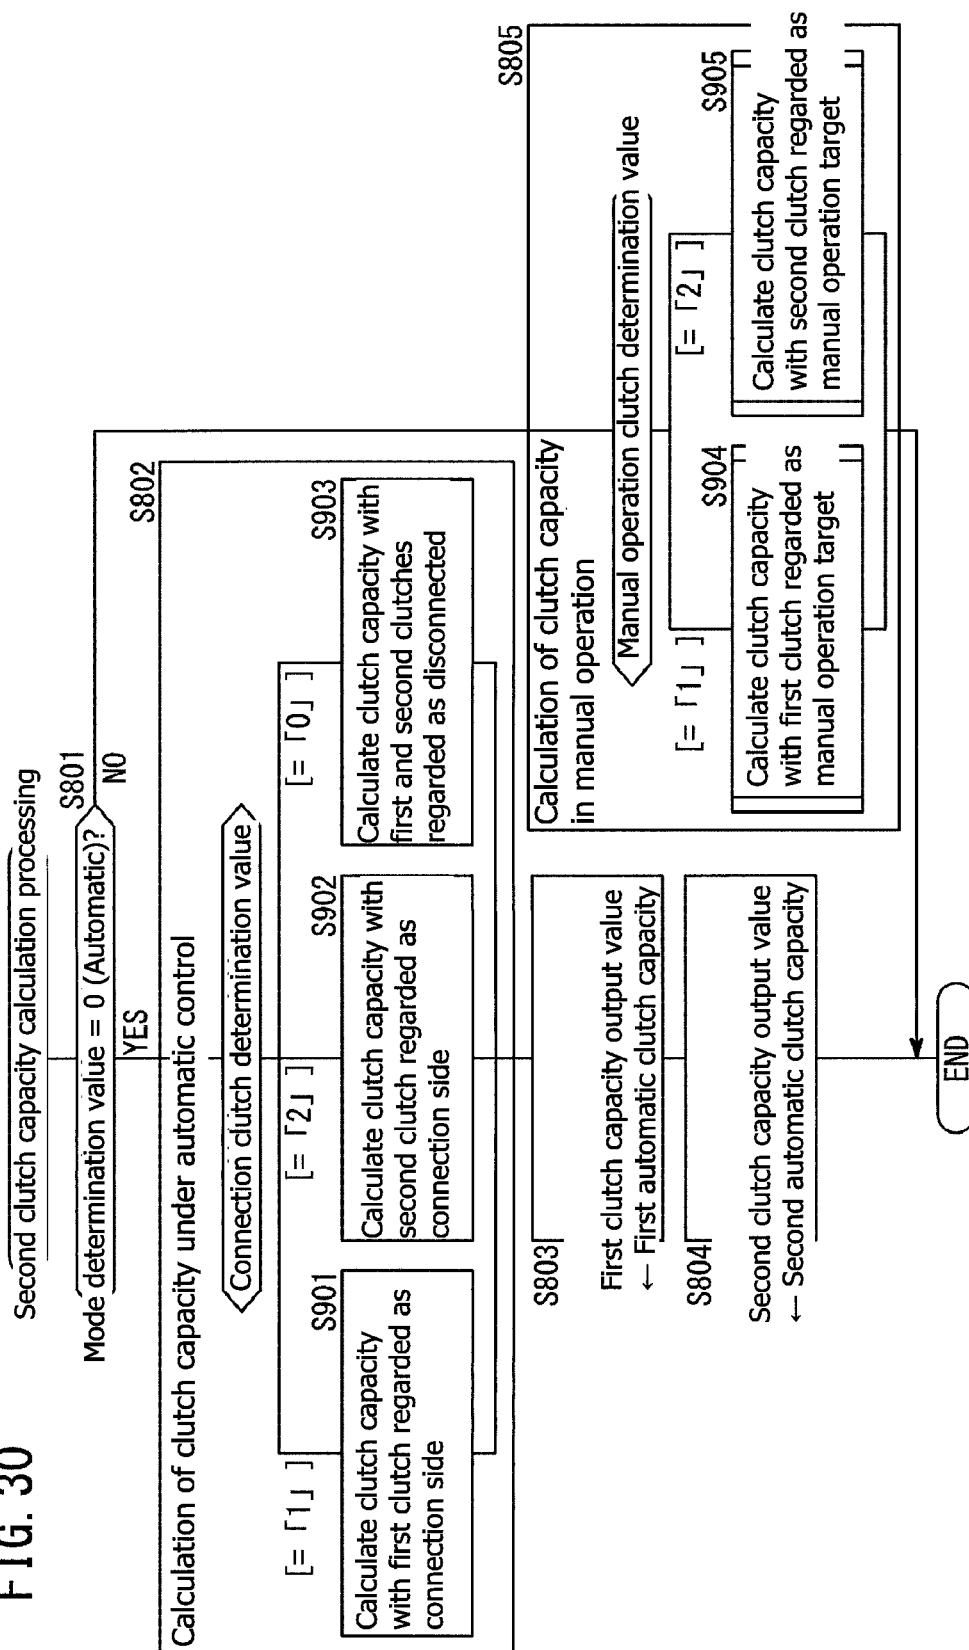 FIG. 30
Second clutch capacity calculation processing
S801
Mode determination value = 0 (Automatic)?
NO
YES
S802
Calculation of clutch capacity under automatic control
Connection clutch determination value
[= 「1」 ]
[= 「2」 ]
[= 「0」 ]
S901
Calculate clutch capacity
with first clutch regarded as
connection side
S902
Calculate clutch capacity with
second clutch regarded as
connection side
S903
Calculate clutch capacity with
first and second clutches
regarded as disconnected
S803
First clutch capacity output value
← First automatic clutch capacity
S804
Second clutch capacity output value
← Second automatic clutch capacity
S805
Calculation of clutch capacity
in manual operation
Manual operation clutch determination value
[= 「1」 ]
[= 「2」 ]
S904
Calculate clutch capacity
with first clutch regarded as
manual operation target
S905
Calculate clutch capacity
with second clutch regarded as
manual operation target
END